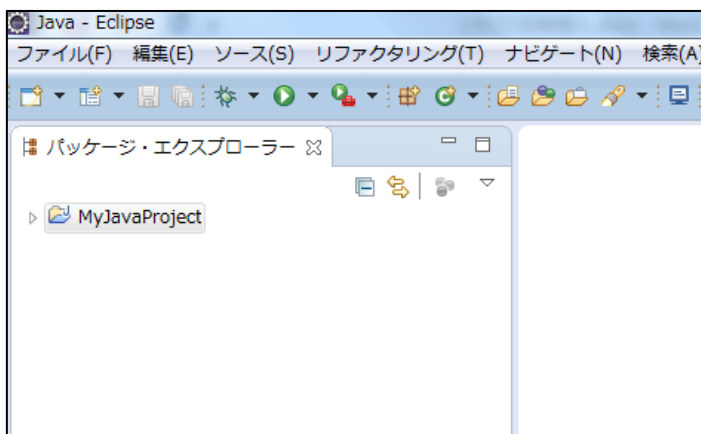 Java - Eclipse
ファイル(F) 編集(E) ソース(S) リファクタリング(T) ナビゲート(N) 検索(A)
パッケージ・エクスプローラー
MyJavaProject